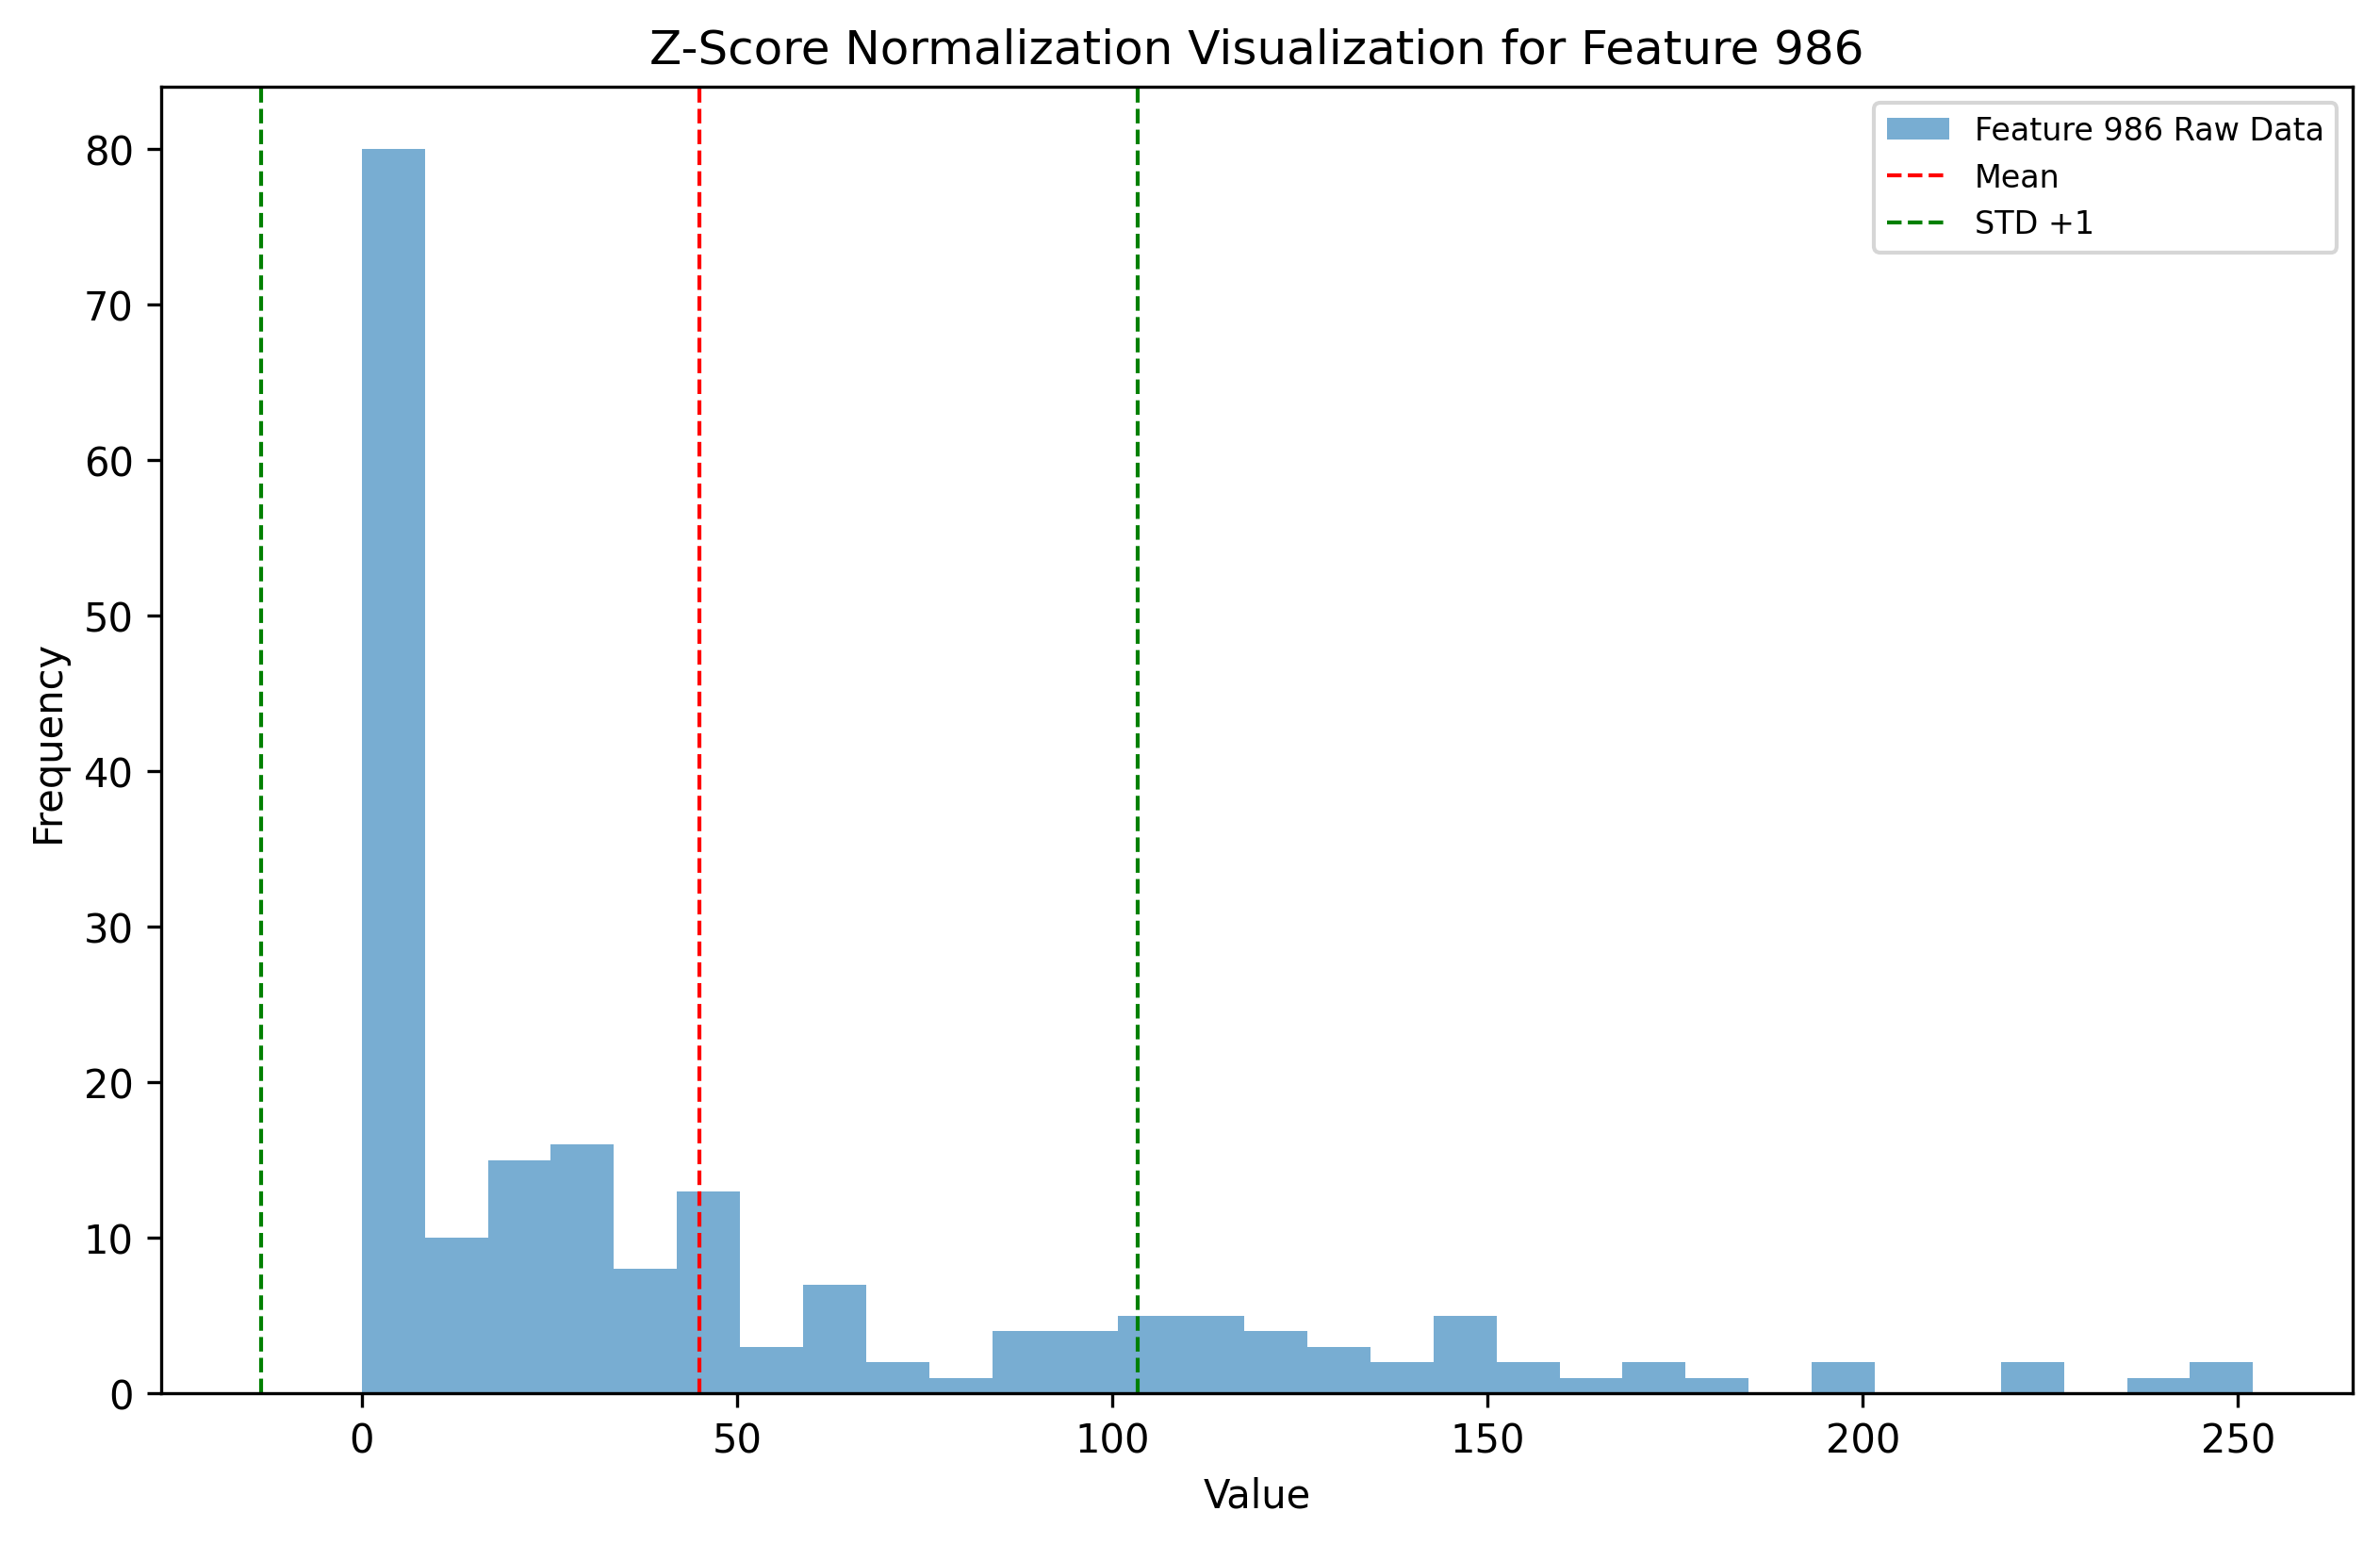 Z-Score Normalization Visualization for Feature 986
Feature 986 Raw Data
Mean
STD +1
Frequency
80
70
60
50
40
30
20
10
0
0 50 100 150 200 250
Value